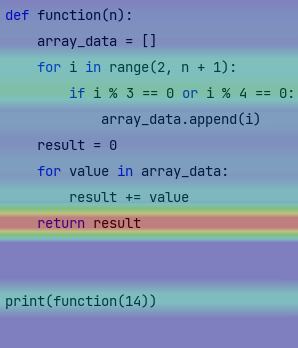 def function(n):
    array_data = []
    for i in range(2, n + 1):
        if i % 3 == 0 or i % 4 == 0:
            array_data.append(i)
    result = 0
    for value in array_data:
        result += value
    return result

print(function(14))